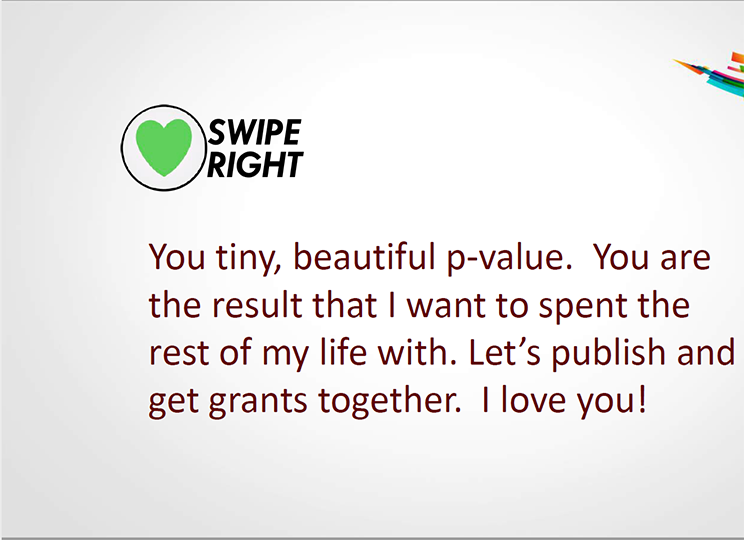 SWIPE
RIGHT
You tiny, beautiful p-value.  You are
the result that I want to spent the
rest of my life with. Let’s publish and
get grants together.  I love you!